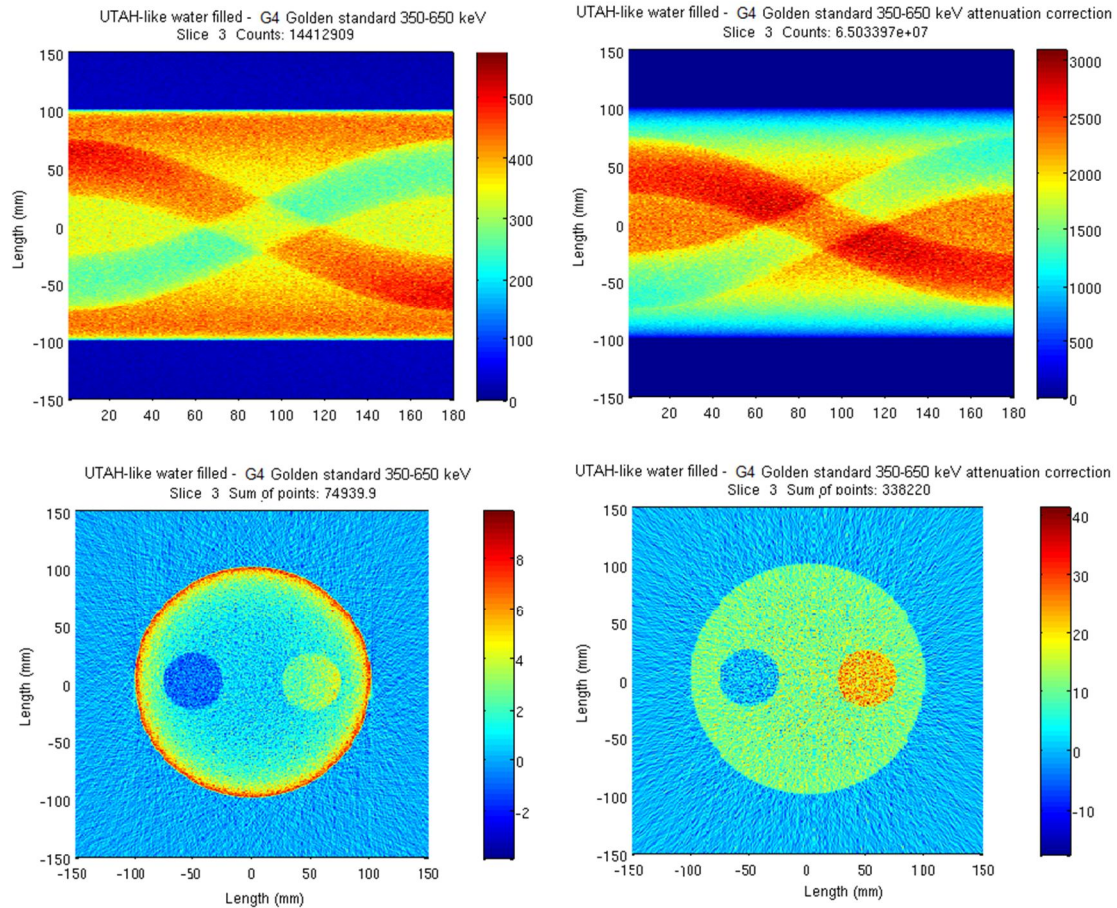 UTAH-like water filled - G4 Golden standard 350-650 keV
Slice 3 Counts: 14412909
150
100
50
0
-50
-100
-150
Length (mm)
20 40 60 80 100 120 140 160 180
500
400
300
200
100
0
UTAH-like water filled - G4 Golden standard 350-650 keV attenuation correction
Slice 3 Counts: 6.503397e+07
150
100
50
0
-50
-100
-150
Length (mm)
20 40 60 80 100 120 140 160 180
3000
2500
2000
1500
1000
500
0
UTAH-like water filled - G4 Golden standard 350-650 keV
Slice 3 Sum of points: 74939.9
150
100
50
0
-50
-100
-150
Length (mm)
-150 -100 -50 0 50 100 150
Length (mm)
8
6
4
2
0
-2
UTAH-like water filled - G4 Golden standard 350-650 keV attenuation correction
Slice 3 Sum of points: 338220
150
100
50
0
-50
-100
-150
Length (mm)
-150 -100 -50 0 50 100 150
Length (mm)
40
30
20
10
0
-10